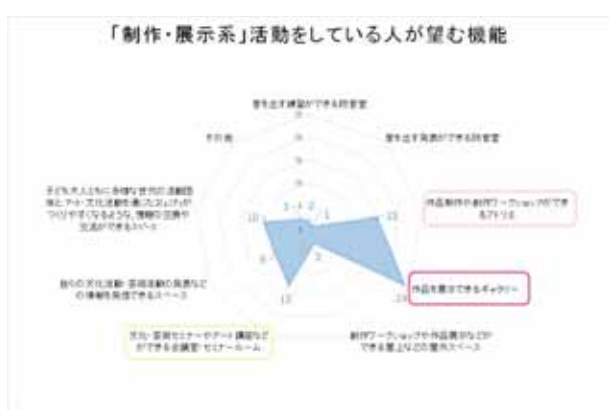 「制作・展示系」活動をしている人が望む機能
音を出す練習ができる防音室
音を出す発表ができる防音室
その他
作品制作や創作ワークショップができ
るアトリエ
作品を展示できるギャラリー
創作ワークショップや作品展示などが
できる屋上などの屋外スペース
文化・芸術セミナーやアート講座など
ができる会議室・セミナールーム
自らの文化活動・芸術活動の発表など
の情報を発信できるスペース
子ども大人ともに多様な世代の活動団
体とアート・文化活動を通じたコミュニティが
つくりやすくなるような、情報の交換や
交流ができるスペース
3
2
1
15
24
3
13
10